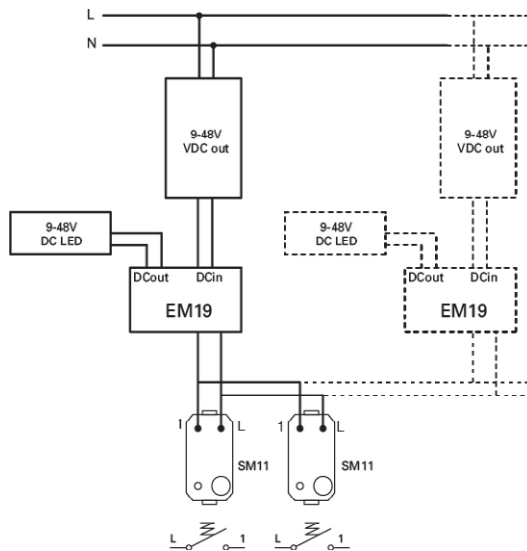 L
N
9-48V
VDC out
9-48V
VDC out
9-48V
DC LED
9-48V
DC LED
DCout DCin
EM19
DCout DCin
EM19
1 L
SM11
1 L
SM11
L 1
L 1